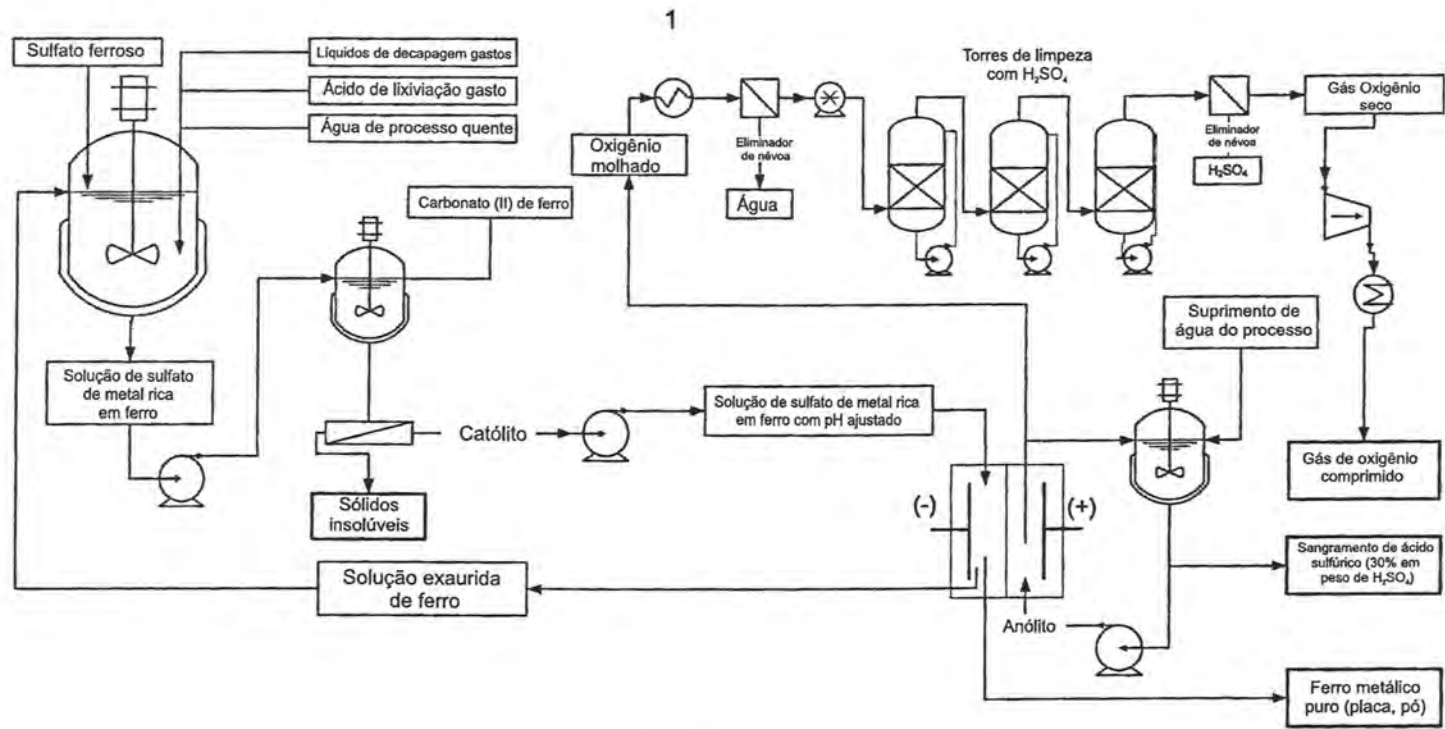 1
Sulfato ferroso
Líquidos de decapagem gastos
Ácido de lixiviação gasto
Água de processo quente
Torres de limpeza
com H₂SO₄
Oxigênio
molhado
Eliminador
de névoa
Água
Eliminador
de névoa
H₂SO₄
Gás Oxigênio
seco
Carbonato (II) de ferro
Solução de sulfato
de metal rica
em ferro
Suprimento de
água do processo
Católito
Solução de sulfato de metal rica
em ferro com pH ajustado
Sólidos
insolúveis
Gás de oxigênio
comprimido
(-)
(+)
Sangramento de ácido
sulfúrico (30% em
peso de H₂SO₄)
Solução exaurida
de ferro
Anólito
Ferro metálico
puro (placa, pó)